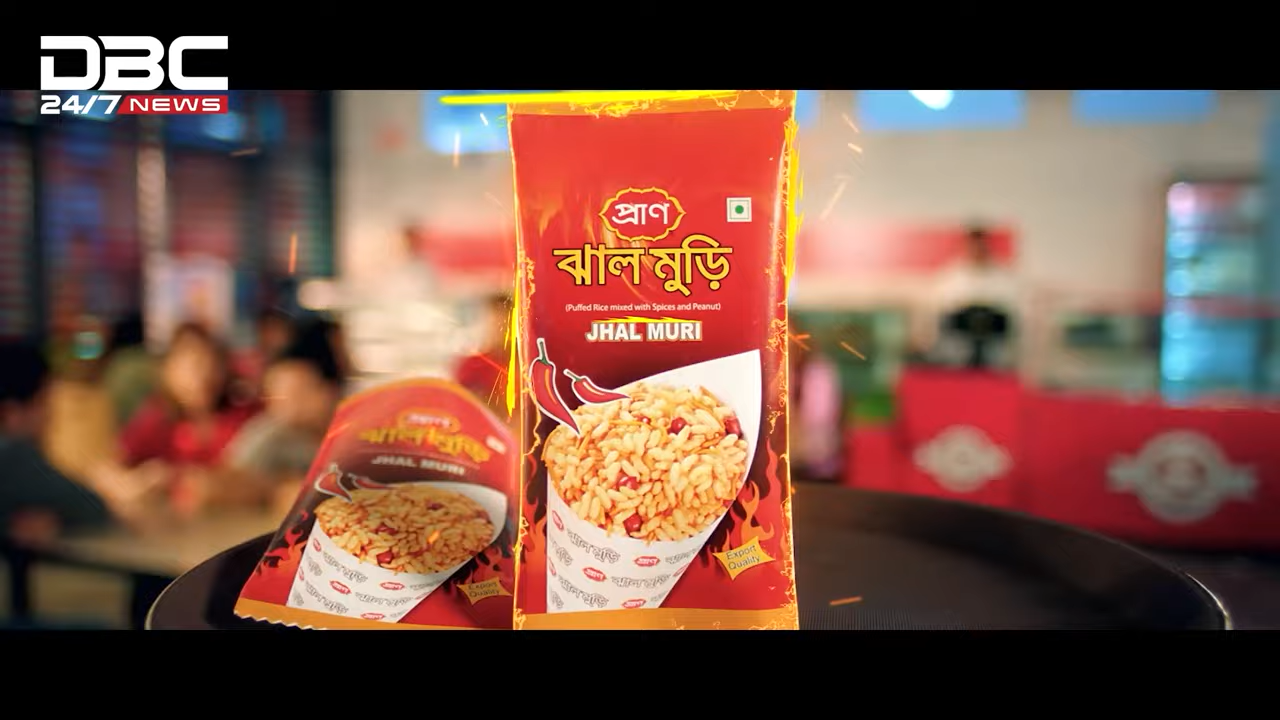 DBC
24/7 NEWS
প্রাণ
ঝাল মুড়ি
(Puffed Rice mixed with Spices and Peanut)
JHAL MURI
প্রাণ
ঝাল মুড়ি
JHAL MURI
ঝাল মুড়ি
প্রাণ
প্রাণ
ঝাল মুড়ি
ঝাল মুড়ি
প্রাণ
Export
Quality
ঝাল মুড়ি
প্রাণ
ঝাল মুড়ি
Export
Quality